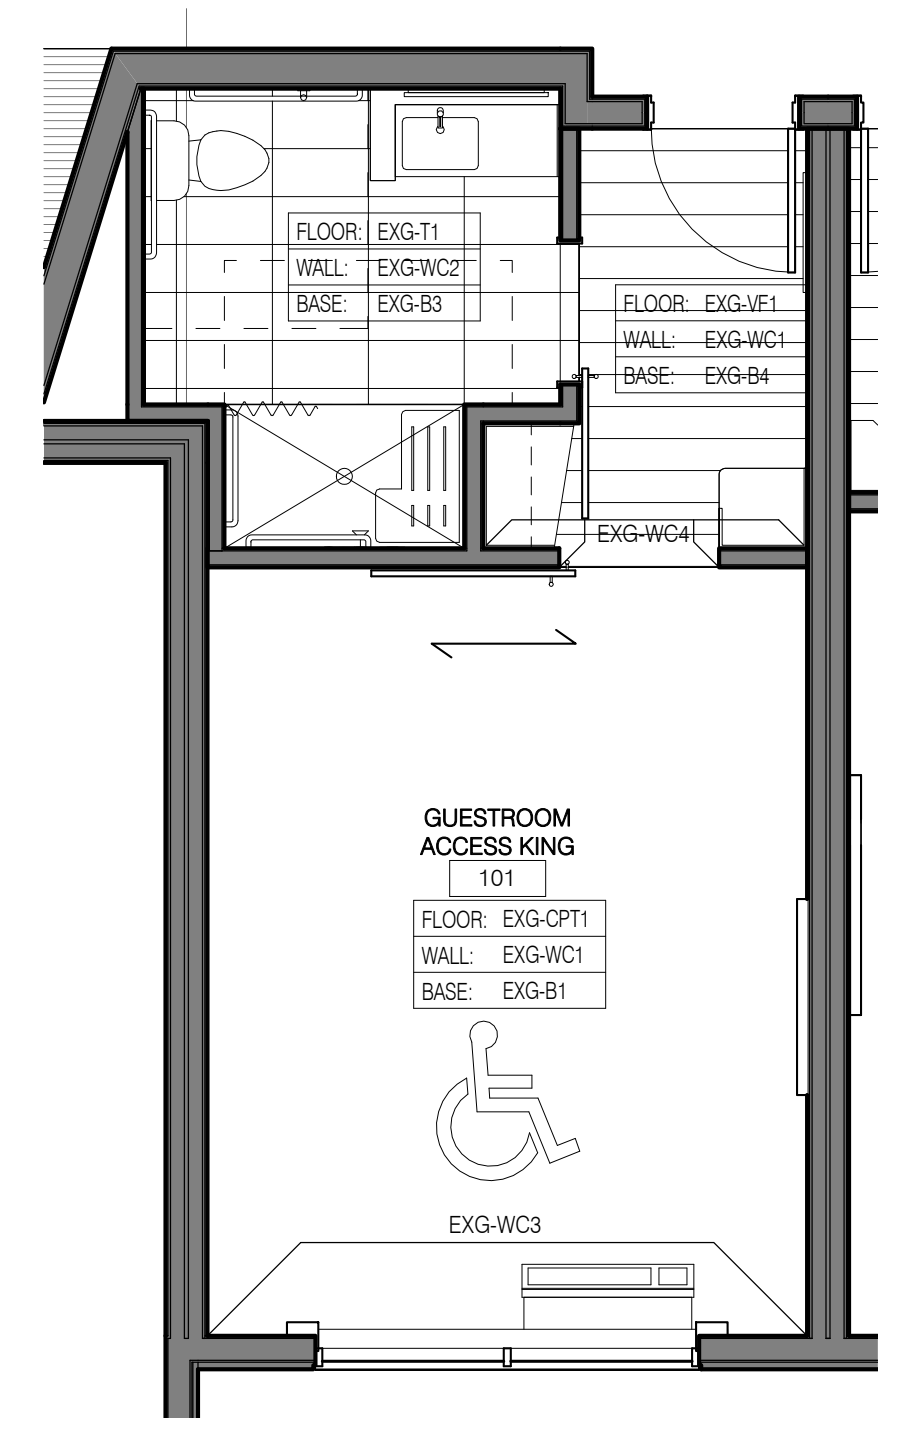 FLOOR: EXG-T1
WALL: EXG-WC2
BASE: EXG-B3
FLOOR: EXG-VF1
WALL: EXG-WC1
BASE: EXG-B4
EXG-WC4
GUESTROOM
ACCESS KING
101
FLOOR: EXG-CPT1
WALL: EXG-WC1
BASE: EXG-B1
EXG-WC3